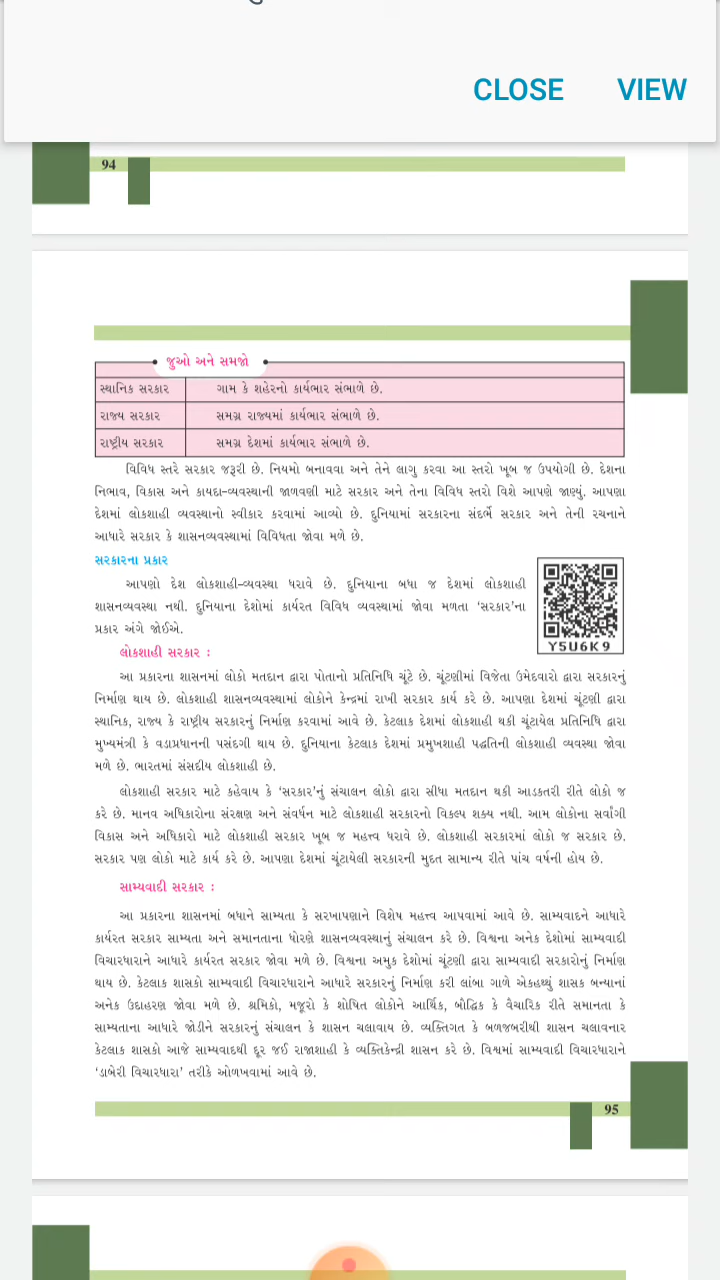 CLOSE VIEW
94
જુઓ અને સમજો
સ્થાનિક સરકાર ગામ કે શહેરનો કાર્યભાર સંભાળે છે.
રાજ્ય સરકાર સમગ્ર રાજ્યમાં કાર્યભાર સંભાળે છે.
રાષ્ટ્રીય સરકાર સમગ્ર દેશમાં કાર્યભાર સંભાળે છે.
વિવિધ સ્તરે સરકાર જરૂરી છે. નિયમો બનાવવા અને તેને લાગુ કરવા આ સ્તરો ખૂબ જ ઉપયોગી છે. દેશના
નિભાવ, વિકાસ અને કાયદા-વ્યવસ્થાની જાળવણી માટે સરકાર અને તેના વિવિધ સ્તરો વિશે આપણે જાણ્યું. આપણા
દેશમાં લોકશાહી વ્યવસ્થાનો સ્વીકાર કરવામાં આવ્યો છે. દુનિયામાં સરકારના સંદર્ભે સરકાર અને તેની રચનાને
આધારે સરકાર કે શાસનવ્યવસ્થામાં વિવિધતા જોવા મળે છે.
સરકારના પ્રકાર
આપણો દેશ લોકશાહી-વ્યવસ્થા ધરાવે છે. દુનિયાના બધા જ દેશમાં લોકશાહી
શાસનવ્યવસ્થા નથી. દુનિયાના દેશોમાં કાર્યરત વિવિધ વ્યવસ્થામાં જોવા મળતા ‘સરકાર’ના
પ્રકાર અંગે જોઈએ.
Y5U6K9
લોકશાહી સરકાર :
આ પ્રકારના શાસનમાં લોકો મતદાન દ્વારા પોતાનો પ્રતિનિધિ ચૂંટે છે. ચૂંટણીમાં વિજેતા ઉમેદવારો દ્વારા સરકારનું
નિર્માણ થાય છે. લોકશાહી શાસનવ્યવસ્થામાં લોકોને કેન્દ્રમાં રાખી સરકાર કાર્ય કરે છે. આપણા દેશમાં ચૂંટણી દ્વારા
સ્થાનિક, રાજ્ય કે રાષ્ટ્રીય સરકારનું નિર્માણ કરવામાં આવે છે. કેટલાક દેશમાં લોકશાહી થકી ચૂંટાયેલ પ્રતિનિધિ દ્વારા
મુખ્યમંત્રી કે વડાપ્રધાનની પસંદગી થાય છે. દુનિયાના કેટલાક દેશમાં પ્રમુખશાહી પદ્ધતિની લોકશાહી વ્યવસ્થા જોવા
મળે છે. ભારતમાં સંસદીય લોકશાહી છે.
લોકશાહી સરકાર માટે કહેવાય કે ‘સરકાર’નું સંચાલન લોકો દ્વારા સીધા મતદાન થકી આડકતરી રીતે લોકો જ
કરે છે. માનવ અધિકારોના સંરક્ષણ અને સંવર્ધન માટે લોકશાહી સરકારનો વિકલ્પ શક્ય નથી. આમ લોકોના સર્વાંગી
વિકાસ અને અધિકારો માટે લોકશાહી સરકાર ખૂબ જ મહત્ત્વ ધરાવે છે. લોકશાહી સરકારમાં લોકો જ સરકાર છે.
સરકાર પણ લોકો માટે કાર્ય કરે છે. આપણા દેશમાં ચૂંટાયેલી સરકારની મુદત સામાન્ય રીતે પાંચ વર્ષની હોય છે.
સામ્યવાદી સરકાર :
આ પ્રકારના શાસનમાં બધાને સામ્યતા કે સરખાપણાને વિશેષ મહત્ત્વ આપવામાં આવે છે. સામ્યવાદને આધારે
કાર્યરત સરકાર સામ્યતા અને સમાનતાના ધોરણે શાસનવ્યવસ્થાનું સંચાલન કરે છે. વિશ્વના અનેક દેશોમાં સામ્યવાદી
વિચારધારાને આધારે કાર્યરત સરકાર જોવા મળે છે. વિશ્વના અમુક દેશોમાં ચૂંટણી દ્વારા સામ્યવાદી સરકારોનું નિર્માણ
થાય છે. કેટલાક શાસકો સામ્યવાદી વિચારધારાને આધારે સરકારનું નિર્માણ કરી લાંબા ગાળે એકહથ્થું શાસક બન્યાનાં
અનેક ઉદાહરણ જોવા મળે છે. શ્રમિકો, મજૂરો કે શોષિત લોકોને આર્થિક, બૌદ્ધિક કે વૈચારિક રીતે સમાનતા કે
સામ્યતાના આધારે જોડીને સરકારનું સંચાલન કે શાસન ચલાવાય છે. વ્યક્તિગત કે બળજબરીથી શાસન ચલાવનાર
કેટલાક શાસકો આજે સામ્યવાદથી દૂર જઈ રાજાશાહી કે વ્યક્તિકેન્દ્રી શાસન કરે છે. વિશ્વમાં સામ્યવાદી વિચારધારાને
‘ડાબેરી વિચારધારા’ તરીકે ઓળખવામાં આવે છે.
95